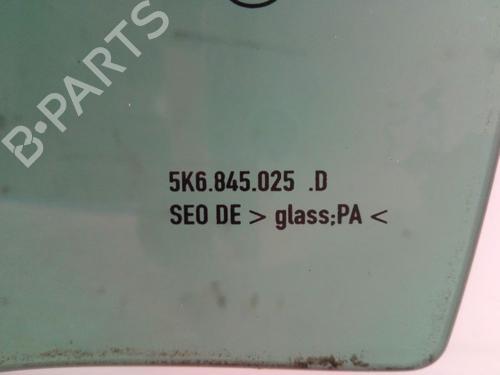 B-PARTS
5K6.845.025 .D
SEO DE > glass;PA <